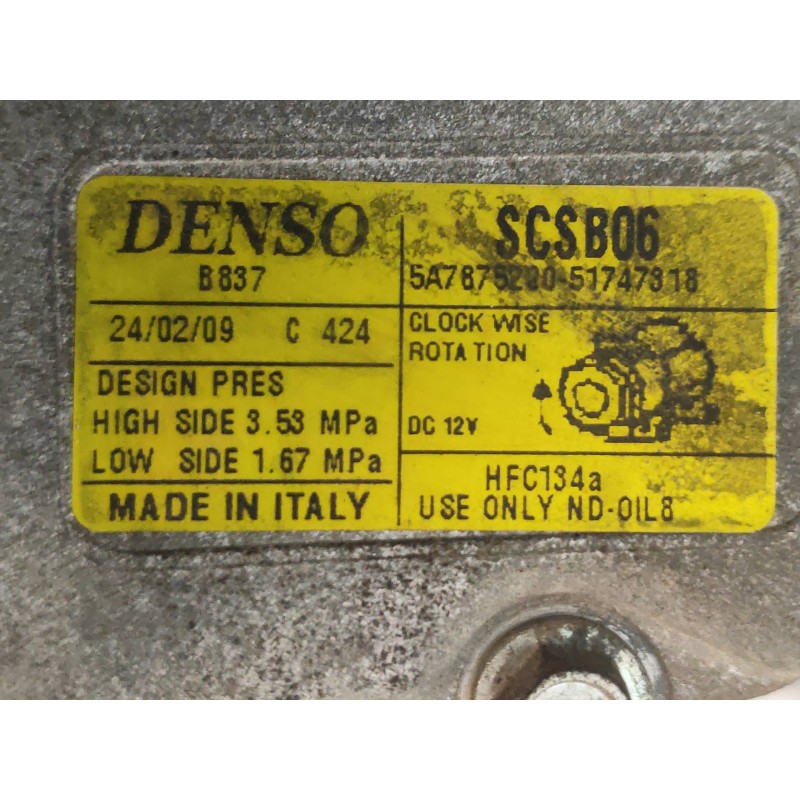 DENSO
B837
SCSB06
5A7875200-51747318
24/02/09 C 424
CLOCK WISE
ROTATION
DESIGN PRES
HIGH SIDE 3.53 MPa
LOW SIDE 1.67 MPa
DC 12V
MADE IN ITALY
HFC134a
USE ONLY ND-OIL8